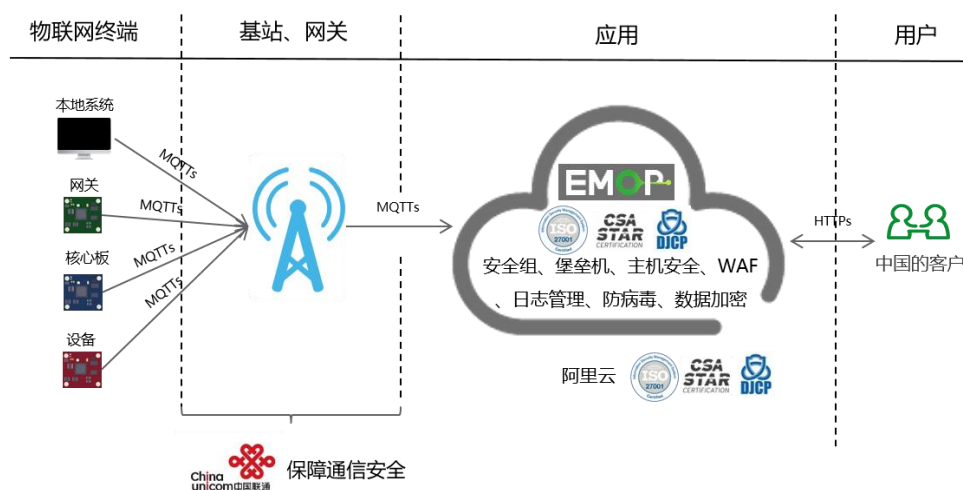 物联网终端
基站、网关
应用
用户
本地系统
网关
核心板
设备
MQTTs
MQTTs
MQTTs
MQTTs
MQTTs
EMOP
ISO
27001
CSA
STAR
CERTIFICATION
DJCP
安全组、堡垒机、主机安全、WAF
、日志管理、防病毒、数据加密
HTTPs
中国的客户
阿里云
ISO
27001
CSA
STAR
CERTIFICATION
DJCP
China
unicom中国联通
保障通信安全